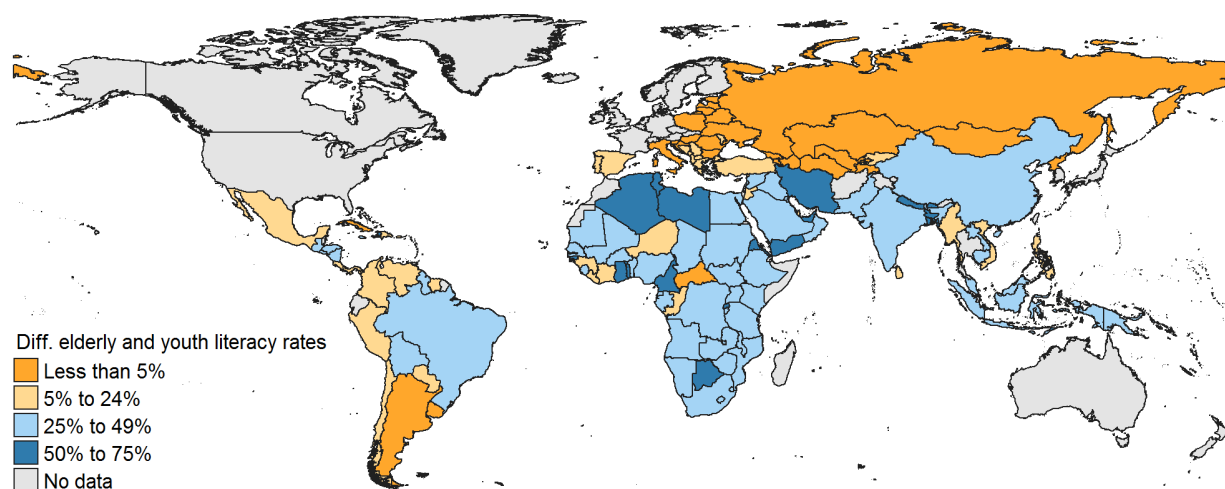 Diff. elderly and youth literacy rates
Less than 5%
5% to 24%
25% to 49%
50% to 75%
No data